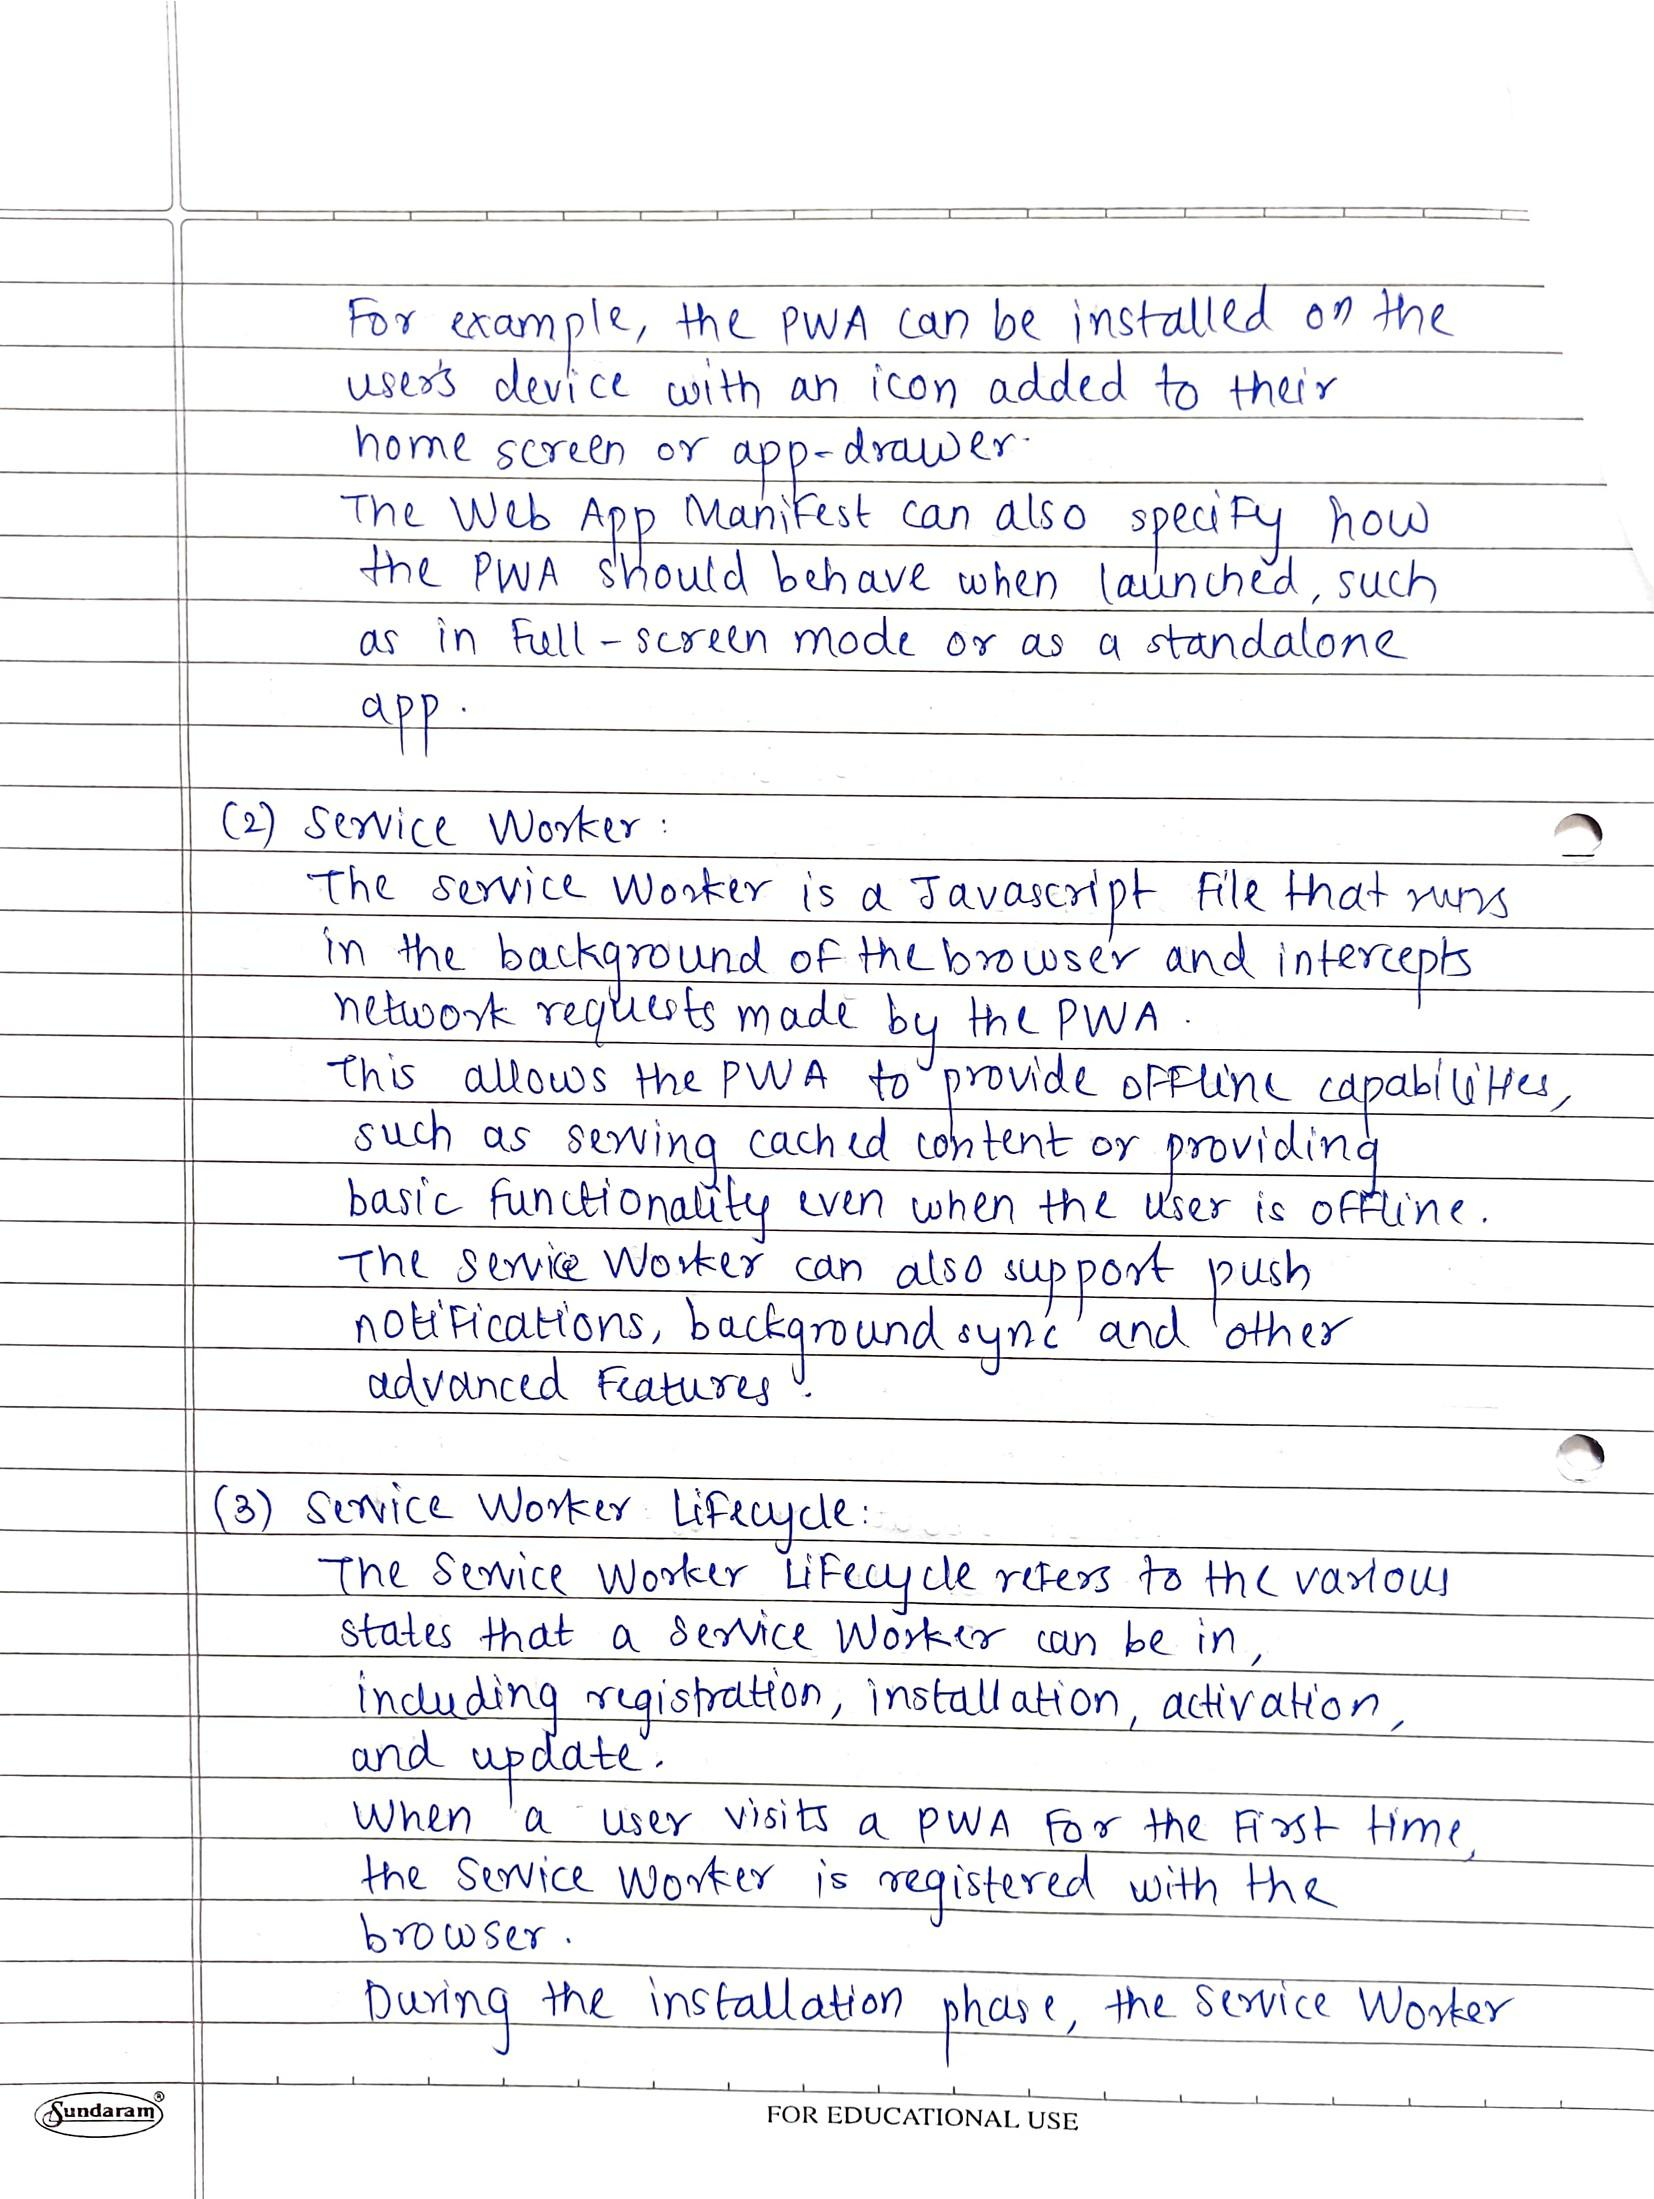 For example, the PWA can be installed on the
user's device with an icon added to their
home screen or app-drawer.
The Web App Manifest can also specify how
the PWA should behave when launched, such
as in full-screen mode or as a standalone
app.
(2) Service Worker:
The service Worker is a Javascript file that runs
in the background of the browser and intercepts
network requests made by the PWA.
This allows the PWA to provide offline capabilities,
such as serving cached content or providing
basic functionality even when the user is offline.
The Service Worker can also support push
notifications, background sync and other
advanced features.
(3) Service Worker Lifecycle:
The Service Worker Lifecycle refers to the various
states that a Service Worker can be in,
including registration, installation, activation,
and update.
When a user visits a PWA for the first time,
the Service Worker is registered with the
browser.
During the installation phase, the Service Worker
Sundaram®
FOR EDUCATIONAL USE